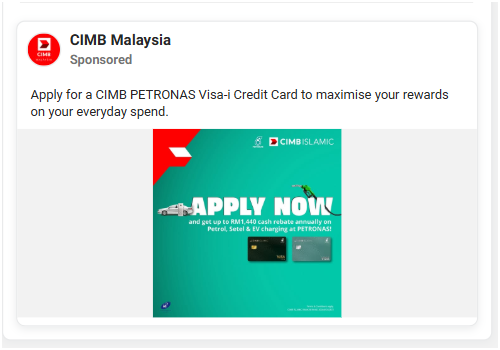 CIMB Malaysia
Sponsored
Apply for a CIMB PETRONAS Visa-i Credit Card to maximise your rewards
on your everyday spend.
CIMB ISLAMIC
APPLY NOW
and get up to RM1,440 cash rebate annually on
Petrol, Setel & EV charging at PETRONAS!